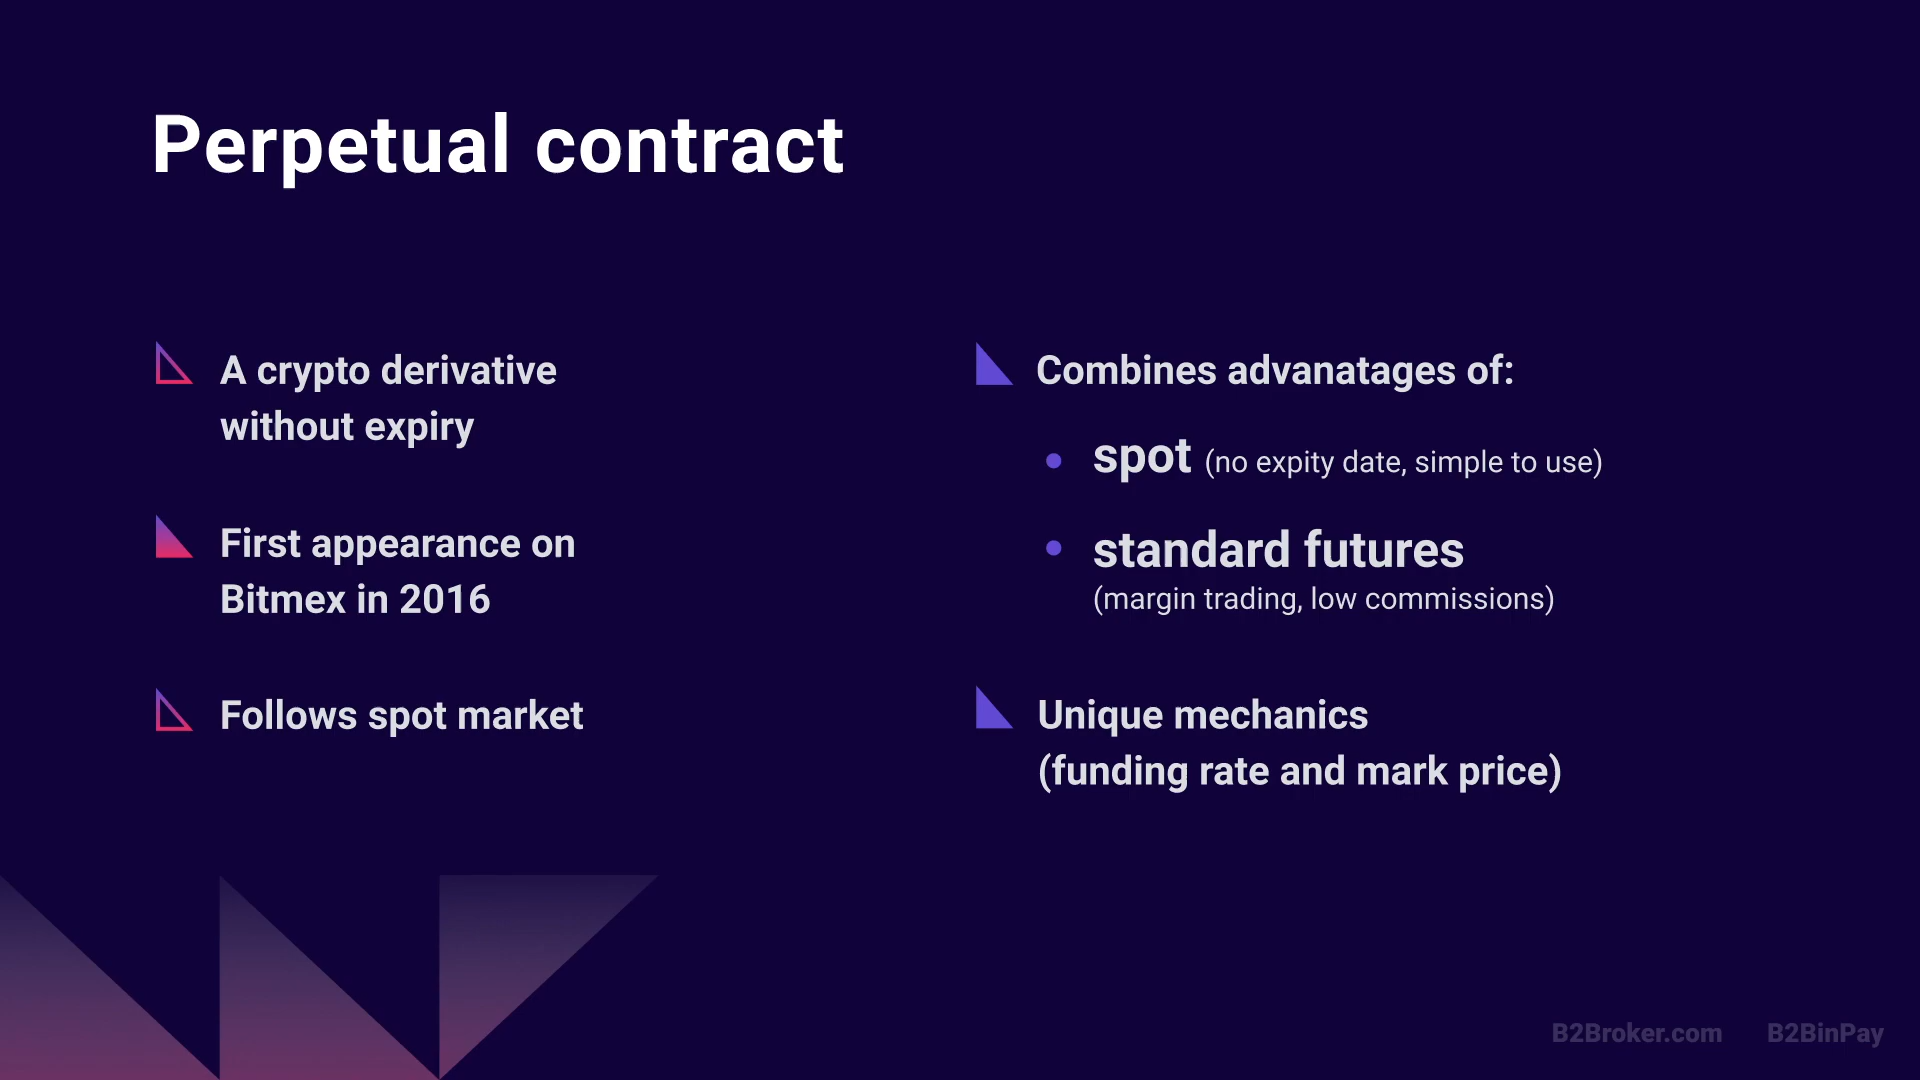 Perpetual contract
A crypto derivative
without expiry
First appearance on
Bitmex in 2016
Follows spot market
Combines advanatages of:
spot (no expity date, simple to use)
standard futures
(margin trading, low commissions)
Unique mechanics
(funding rate and mark price)
B2Broker.com B2BinPay